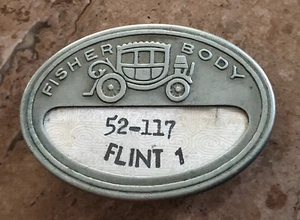 FISHER BODY
52-117
FLINT 1